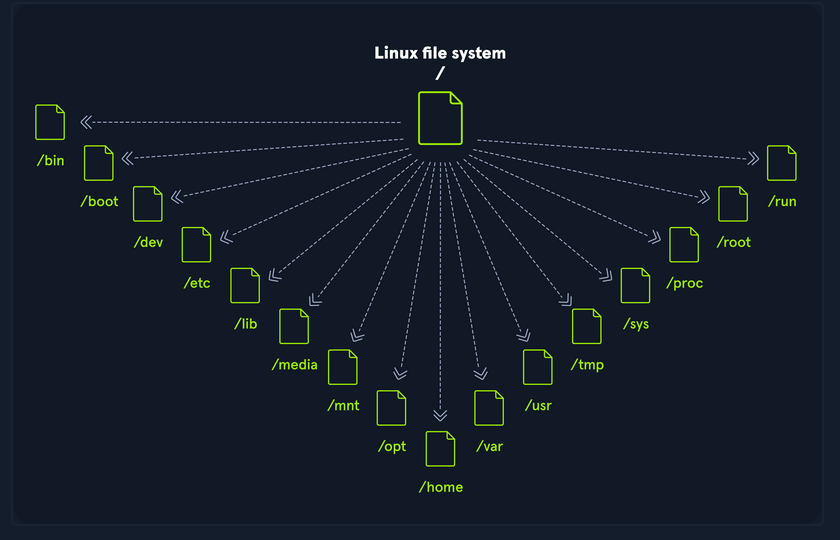 Linux file system
/
/bin
/boot
/dev
/etc
/lib
/media
/mnt
/opt
/home
/var
/usr
/tmp
/sys
/proc
/root
/run